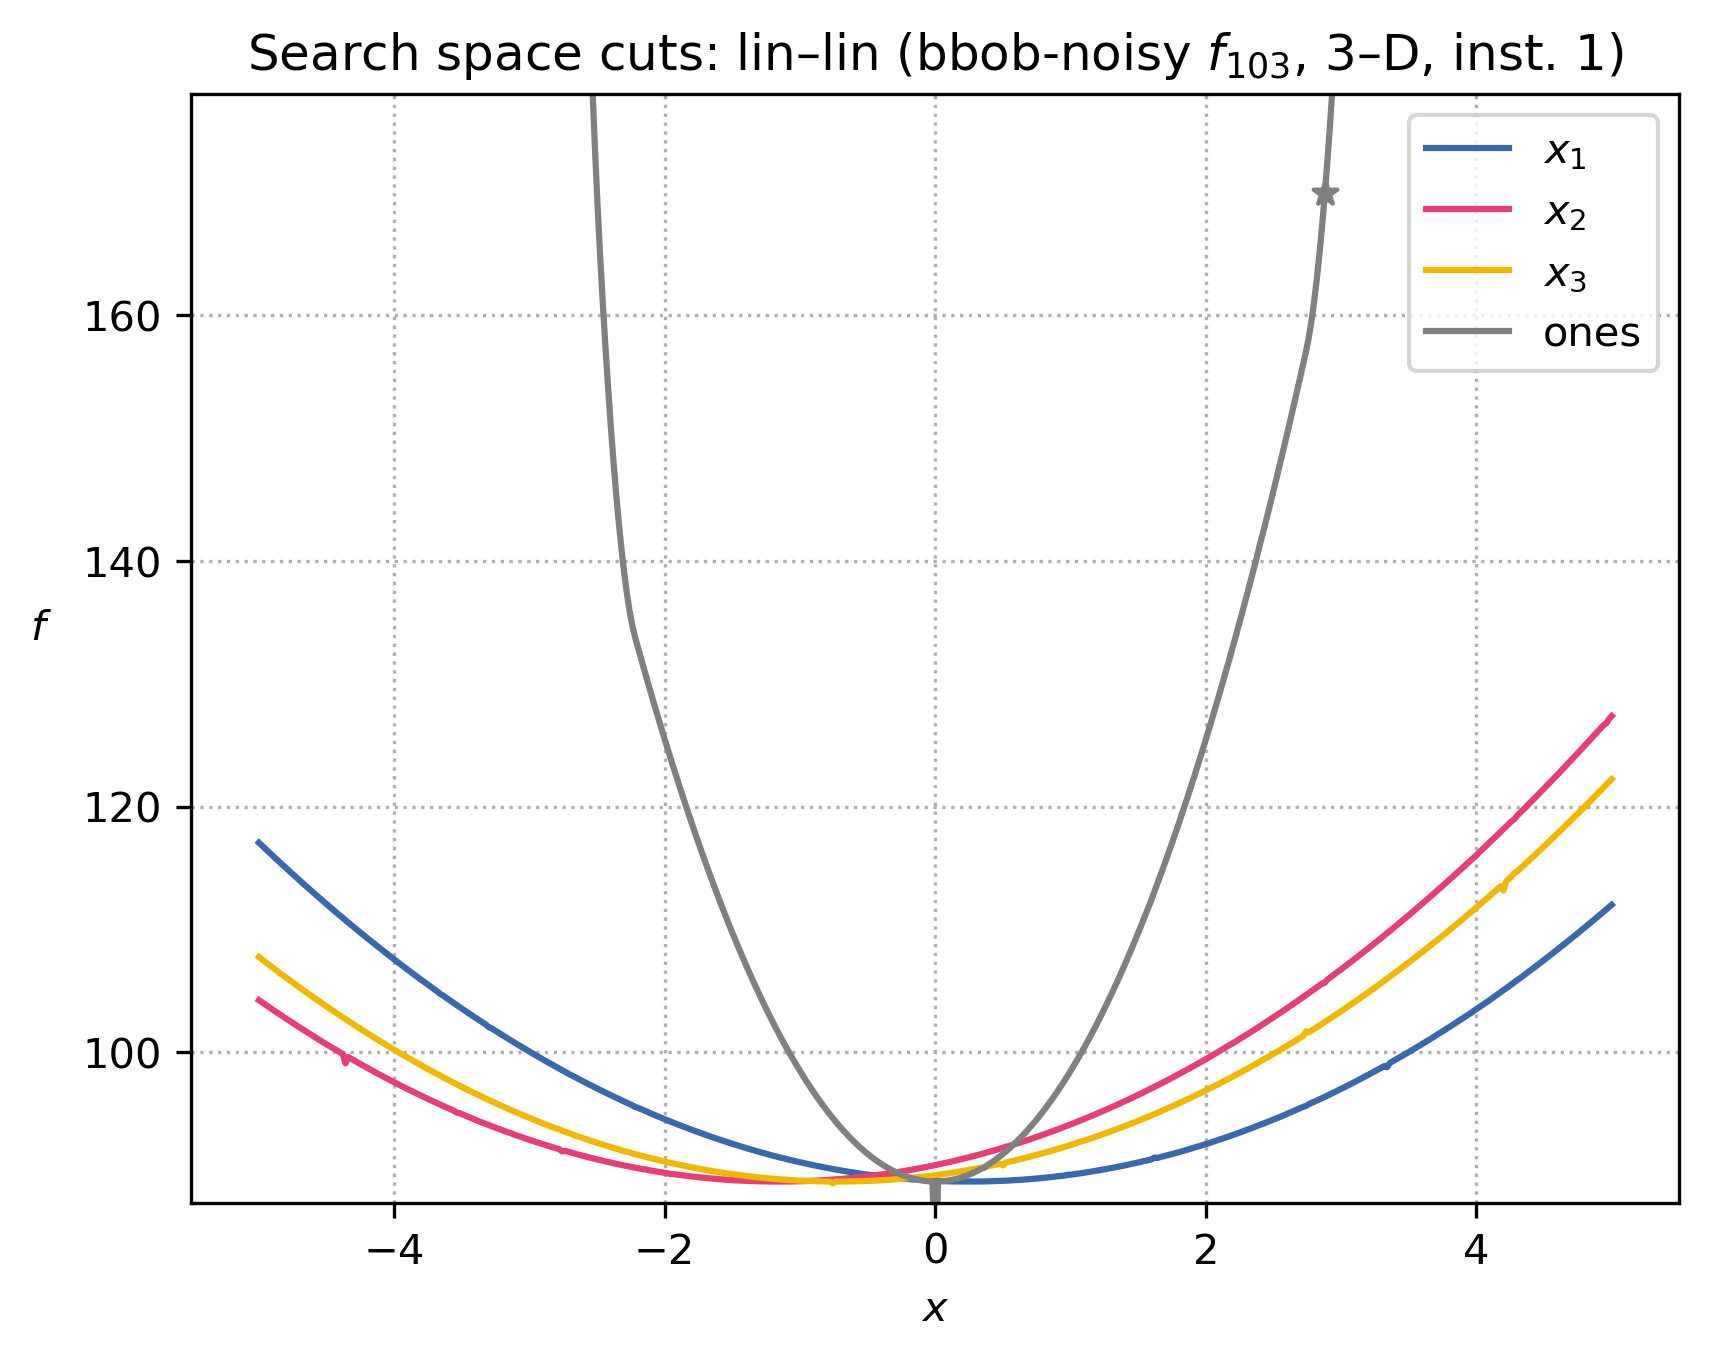 Search space cuts: lin–lin (bbob-noisy f₁₀₃, 3–D, inst. 1)
x₁
x₂
x₃
ones
160
140
120
100
f
−4
−2
0
2
4
x